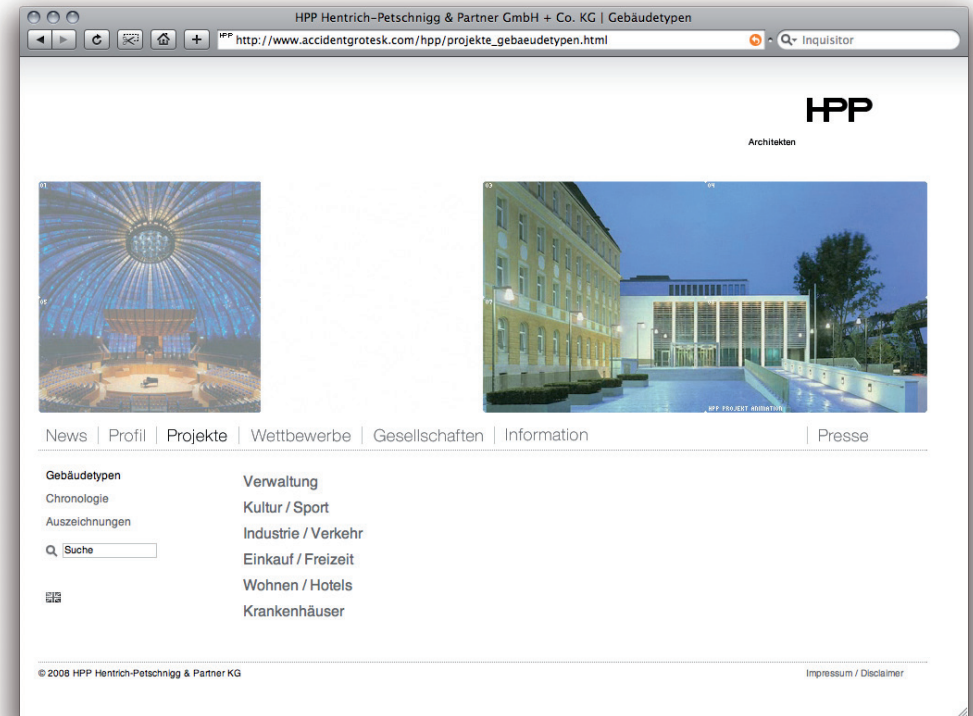 HPP Hentrich-Petschnigg & Partner GmbH + Co. KG | Gebäudetypen
HPP http://www.accidentgrotesk.com/hpp/projekte_gebaeudetypen.html
Inquisitor
HPP
Architekten
HPP PROJEKT ANIMATION
News | Profil | Projekte | Wettbewerbe | Gesellschaften | Information | Presse
Gebäudetypen
Chronologie
Auszeichnungen
Suche
Verwaltung
Kultur / Sport
Industrie / Verkehr
Einkauf / Freizeit
Wohnen / Hotels
Krankenhäuser
© 2008 HPP Hentrich-Petschnigg & Partner KG
Impressum / Disclaimer